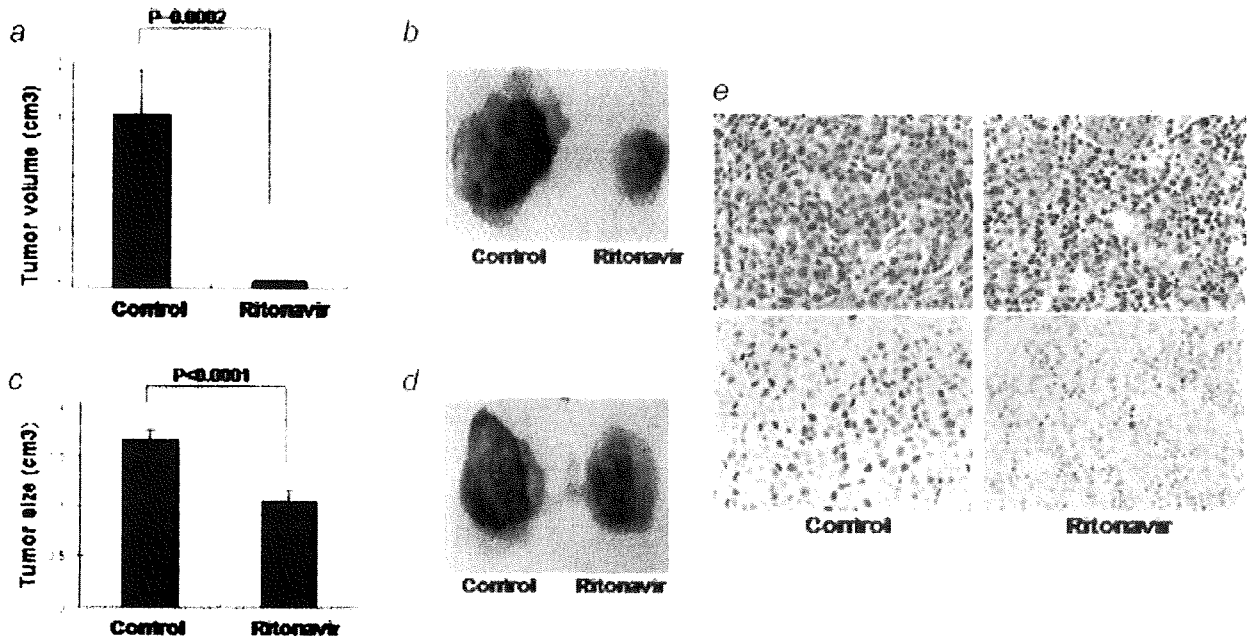 a
P=0.0002
Tumor volume (cm3)
Control
Ritonavir
b
Control
Ritonavir
c
P<0.0001
Tumor size (cm3)
Control
Ritonavir
d
Control
Ritonavir
e
Control
Ritonavir